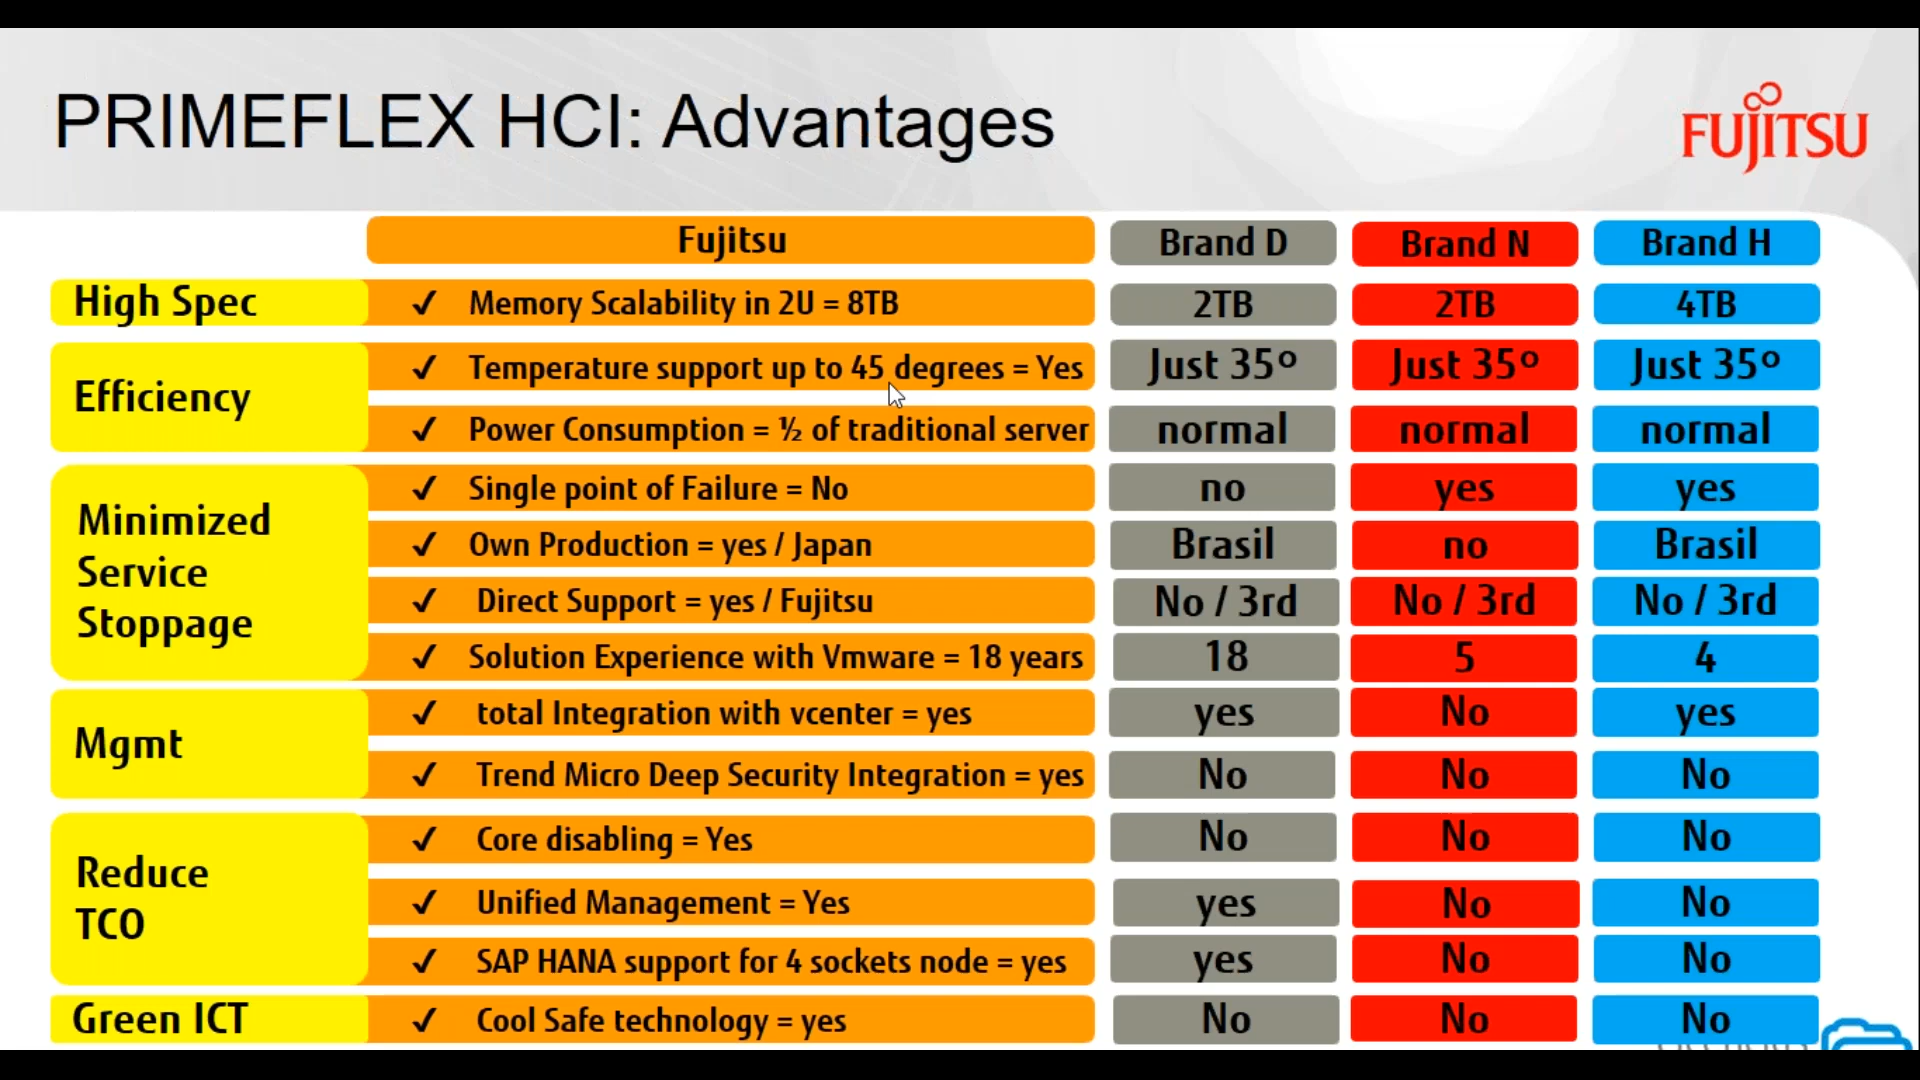 PRIMEFLEX HCI: Advantages
FUJITSU
Fujitsu Brand D Brand N Brand H
High Spec ✓ Memory Scalability in 2U = 8TB 2TB 2TB 4TB
Efficiency
✓ Temperature support up to 45 degrees = Yes Just 35º Just 35º Just 35º
✓ Power Consumption = ½ of traditional server normal normal normal
Minimized
Service
Stoppage
✓ Single point of Failure = No no yes yes
✓ Own Production = yes / Japan Brasil no Brasil
✓ Direct Support = yes / Fujitsu No / 3rd No / 3rd No / 3rd
✓ Solution Experience with Vmware = 18 years 18 5 4
Mgmt
✓ total Integration with vcenter = yes yes No yes
✓ Trend Micro Deep Security Integration = yes No No No
Reduce
TCO
✓ Core disabling = Yes No No No
✓ Unified Management = Yes yes No No
✓ SAP HANA support for 4 sockets node = yes yes No No
Green ICT ✓ Cool Safe technology = yes No No No